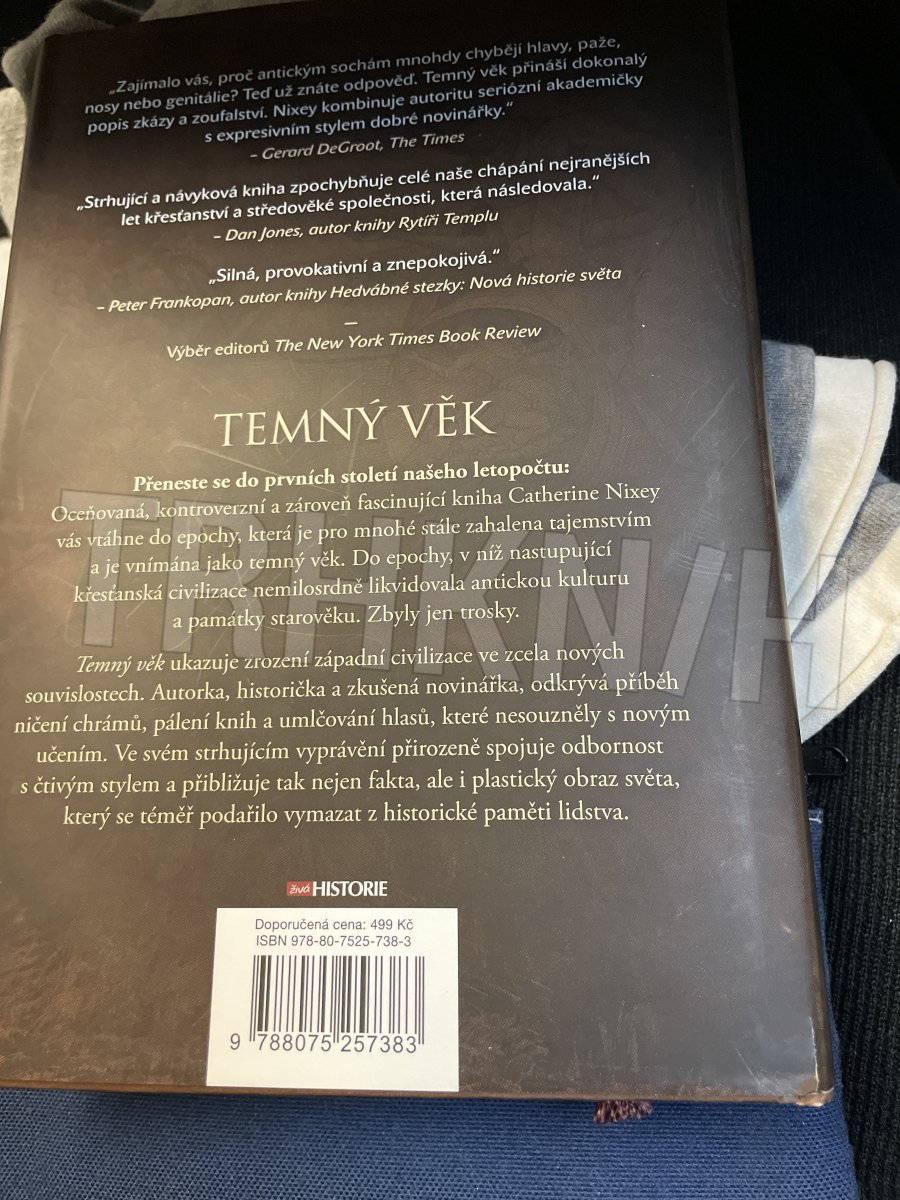 „Zajímalo vás, proč antickým sochám mnohdy chybějí hlavy, paže,
nosy nebo genitálie? Teď už znáte odpověď. Temný věk přináší dokonalý
popis zkázy a zoufalství. Nixey kombinuje autoritu seriózní akademičky
s expresivním stylem dobré novinářky.“
– Gerard DeGroot, The Times
„Strhující a návyková kniha zpochybňuje celé naše chápání nejranějších
let křesťanství a středověké společnosti, která následovala.“
– Dan Jones, autor knihy Rytíři Templu
„Silná, provokativní a znepokojivá.“
– Peter Frankopan, autor knihy Hedvábné stezky: Nová historie světa
—
Výběr editorů The New York Times Book Review
TEMNÝ VĚK
Přeneste se do prvních století našeho letopočtu:
Oceňovaná, kontroverzní a zároveň fascinující kniha Catherine Nixey
vás vtáhne do epochy, která je pro mnohé stále zahalena tajemstvím
a je vnímána jako temný věk. Do epochy, v níž nastupující
křesťanská civilizace nemilosrdně likvidovala antickou kulturu
a památky starověku. Zbyly jen trosky.
TRHKNIH
Temný věk ukazuje zrození západní civilizace ve zcela nových
souvislostech. Autorka, historička a zkušená novinářka, odkrývá příběh
ničení chrámů, pálení knih a umlčování hlasů, které nesouzněly s novým
učením. Ve svém strhujícím vyprávění přirozeně spojuje odbornost
s čtivým stylem a přibližuje tak nejen fakta, ale i plastický obraz světa,
který se téměř podařilo vymazat z historické paměti lidstva.
živá HISTORIE
Doporučená cena: 499 Kč
ISBN 978-80-7525-738-3
9 788075 257383